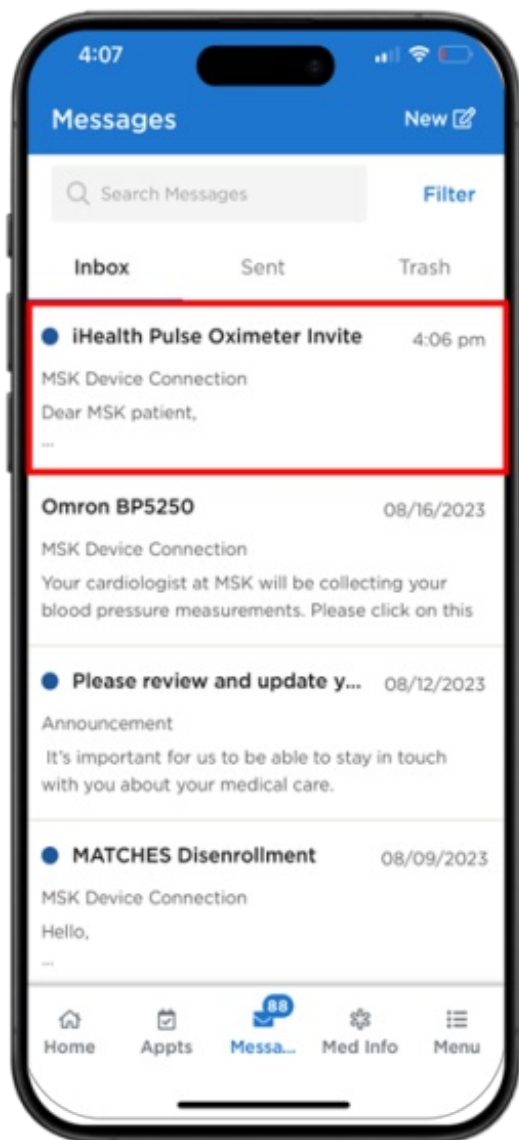 4:07
Messages New
Search Messages Filter
Inbox Sent Trash
iHealth Pulse Oximeter Invite 4:06 pm
MSK Device Connection
Dear MSK patient,
...
Omron BP5250 08/16/2023
MSK Device Connection
Your cardiologist at MSK will be collecting your
blood pressure measurements. Please click on this
Please review and update y... 08/12/2023
Announcement
It's important for us to be able to stay in touch
with you about your medical care.
MATCHES Disenrollment 08/09/2023
MSK Device Connection
Hello,
...
88
Home Appts Messa... Med Info Menu